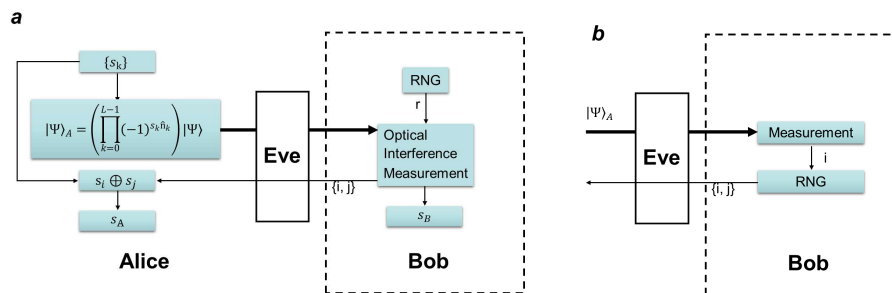 a
{s_k}
|Ψ⟩_A = (∏_{k=0}^{L−1} (−1)^{s_k n̂_k}) |Ψ⟩
s_i ⊕ s_j
s_A
Alice
Eve
RNG
r
Optical
Interference
Measurement
{i, j}
s_B
Bob
b
|Ψ⟩_A
Eve
Measurement
i
RNG
{i, j}
Bob